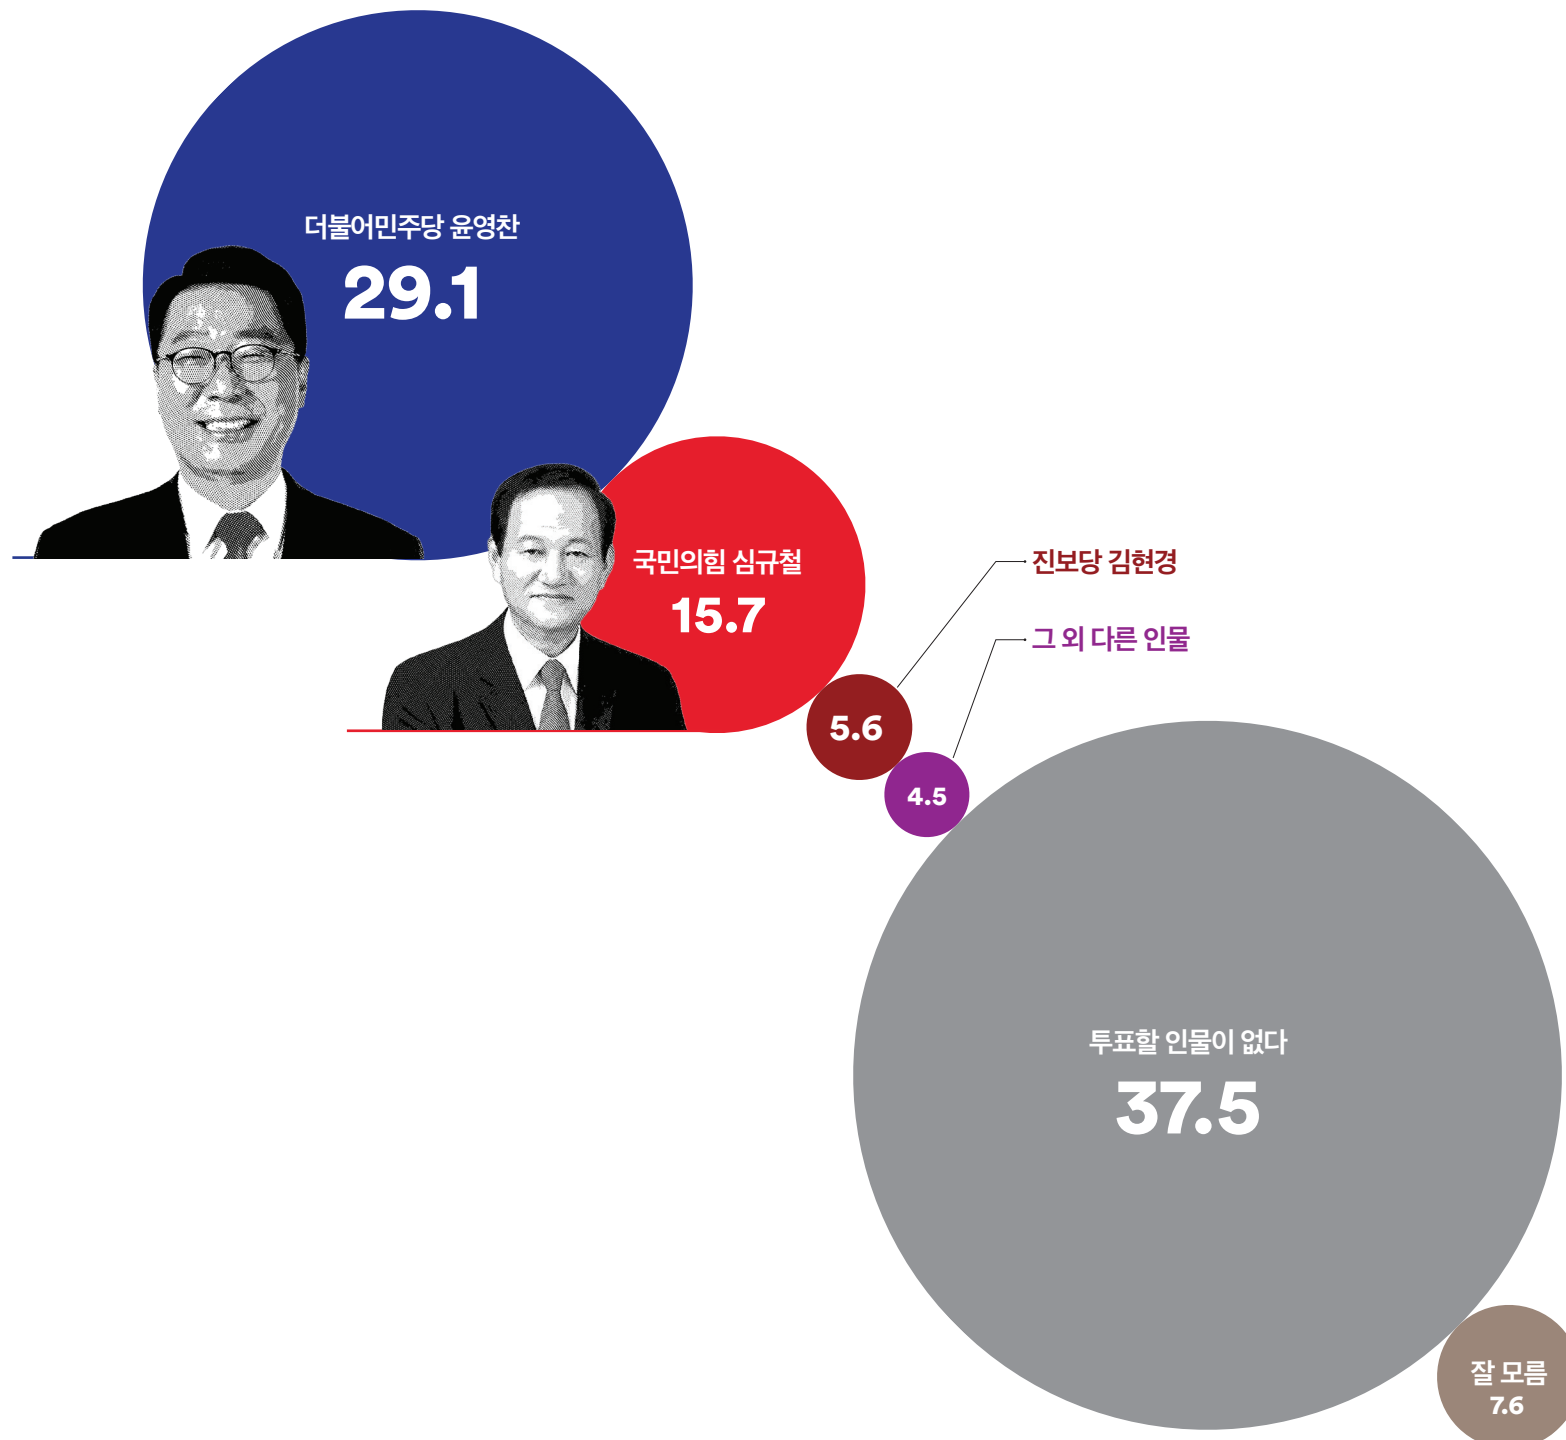 더불어민주당 윤영찬
29.1
국민의힘 심규철
15.7
진보당 김현경
5.6
그 외 다른 인물
4.5
투표할 인물이 없다
37.5
잘 모름
7.6